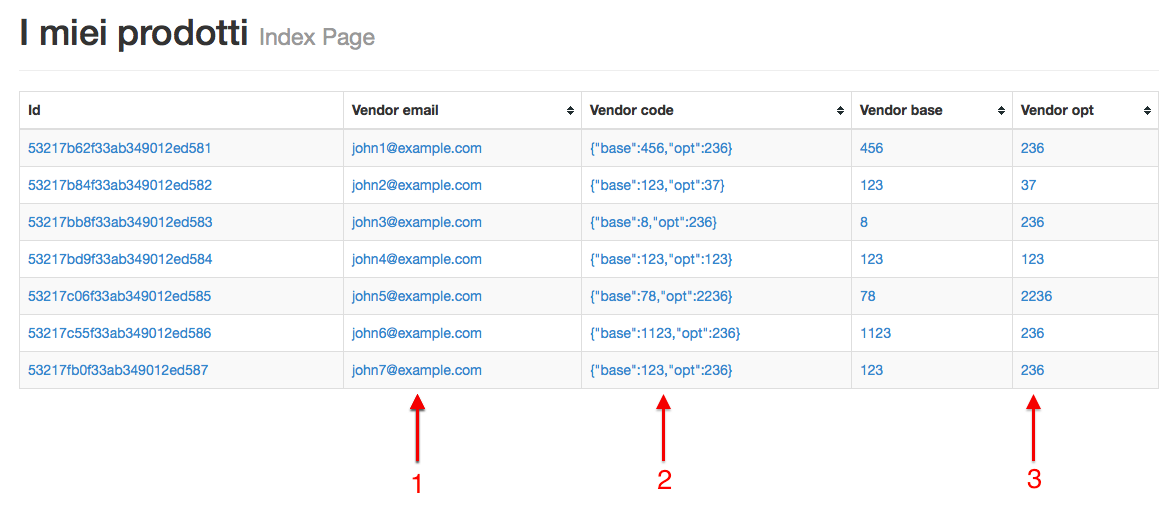 I miei prodotti Index Page
Id Vendor email Vendor code Vendor base Vendor opt
53217b62f33ab349012ed581 john1@example.com {"base":456,"opt":236} 456 236
53217b84f33ab349012ed582 john2@example.com {"base":123,"opt":37} 123 37
53217bb8f33ab349012ed583 john3@example.com {"base":8,"opt":236} 8 236
53217bd9f33ab349012ed584 john4@example.com {"base":123,"opt":123} 123 123
53217c06f33ab349012ed585 john5@example.com {"base":78,"opt":2236} 78 2236
53217c55f33ab349012ed586 john6@example.com {"base":1123,"opt":236} 1123 236
53217fb0f33ab349012ed587 john7@example.com {"base":123,"opt":236} 123 236
1 2 3